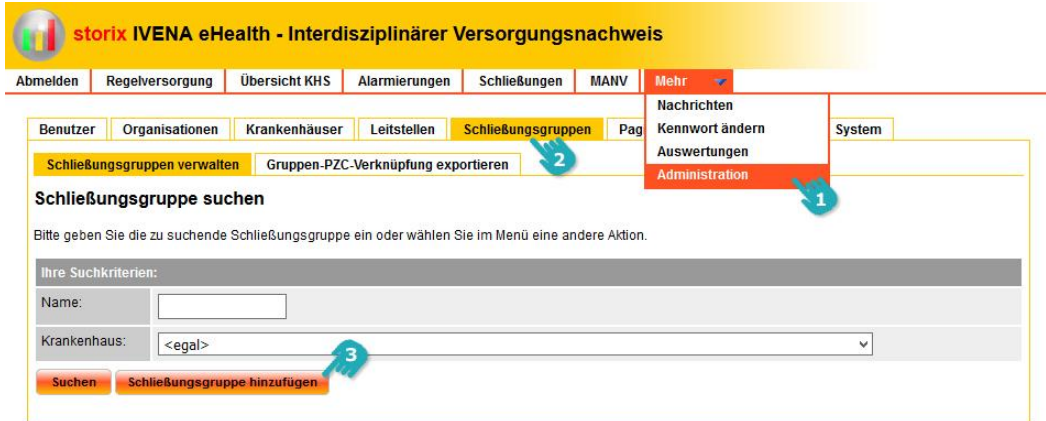 storix IVENA eHealth - Interdisziplinärer Versorgungsnachweis
Abmelden Regelversorgung Übersicht KHS Alarmierungen Schließungen MANV Mehr
Nachrichten
Kennwort ändern
Auswertungen
Administration
1
Benutzer Organisationen Krankenhäuser Leitstellen Schließungsgruppen Pag System
2
Schließungsgruppen verwalten Gruppen-PZC-Verknüpfung exportieren
Schließungsgruppe suchen
Bitte geben Sie die zu suchende Schließungsgruppe ein oder wählen Sie im Menü eine andere Aktion.
Ihre Suchkriterien:
Name:
Krankenhaus: <egal>
3
Suchen Schließungsgruppe hinzufügen